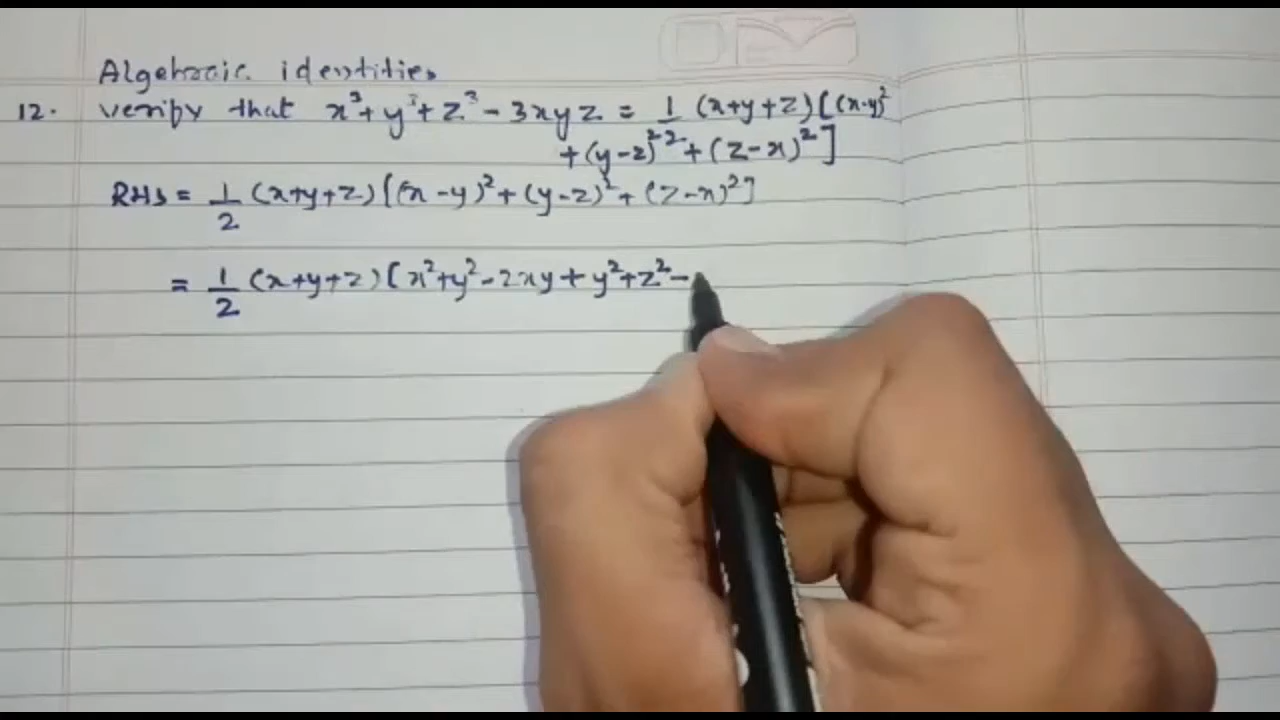 Algebraic identities
12. verify that x³+y³+z³-3xyz = 1/2 (x+y+z)[(x-y)²
+(y-z)²+(z-x)²]
RHS = 1/2 (x+y+z)[(x-y)²+(y-z)²+(z-x)²]
= 1/2 (x+y+z)[x²+y²-2xy+y²+z²-